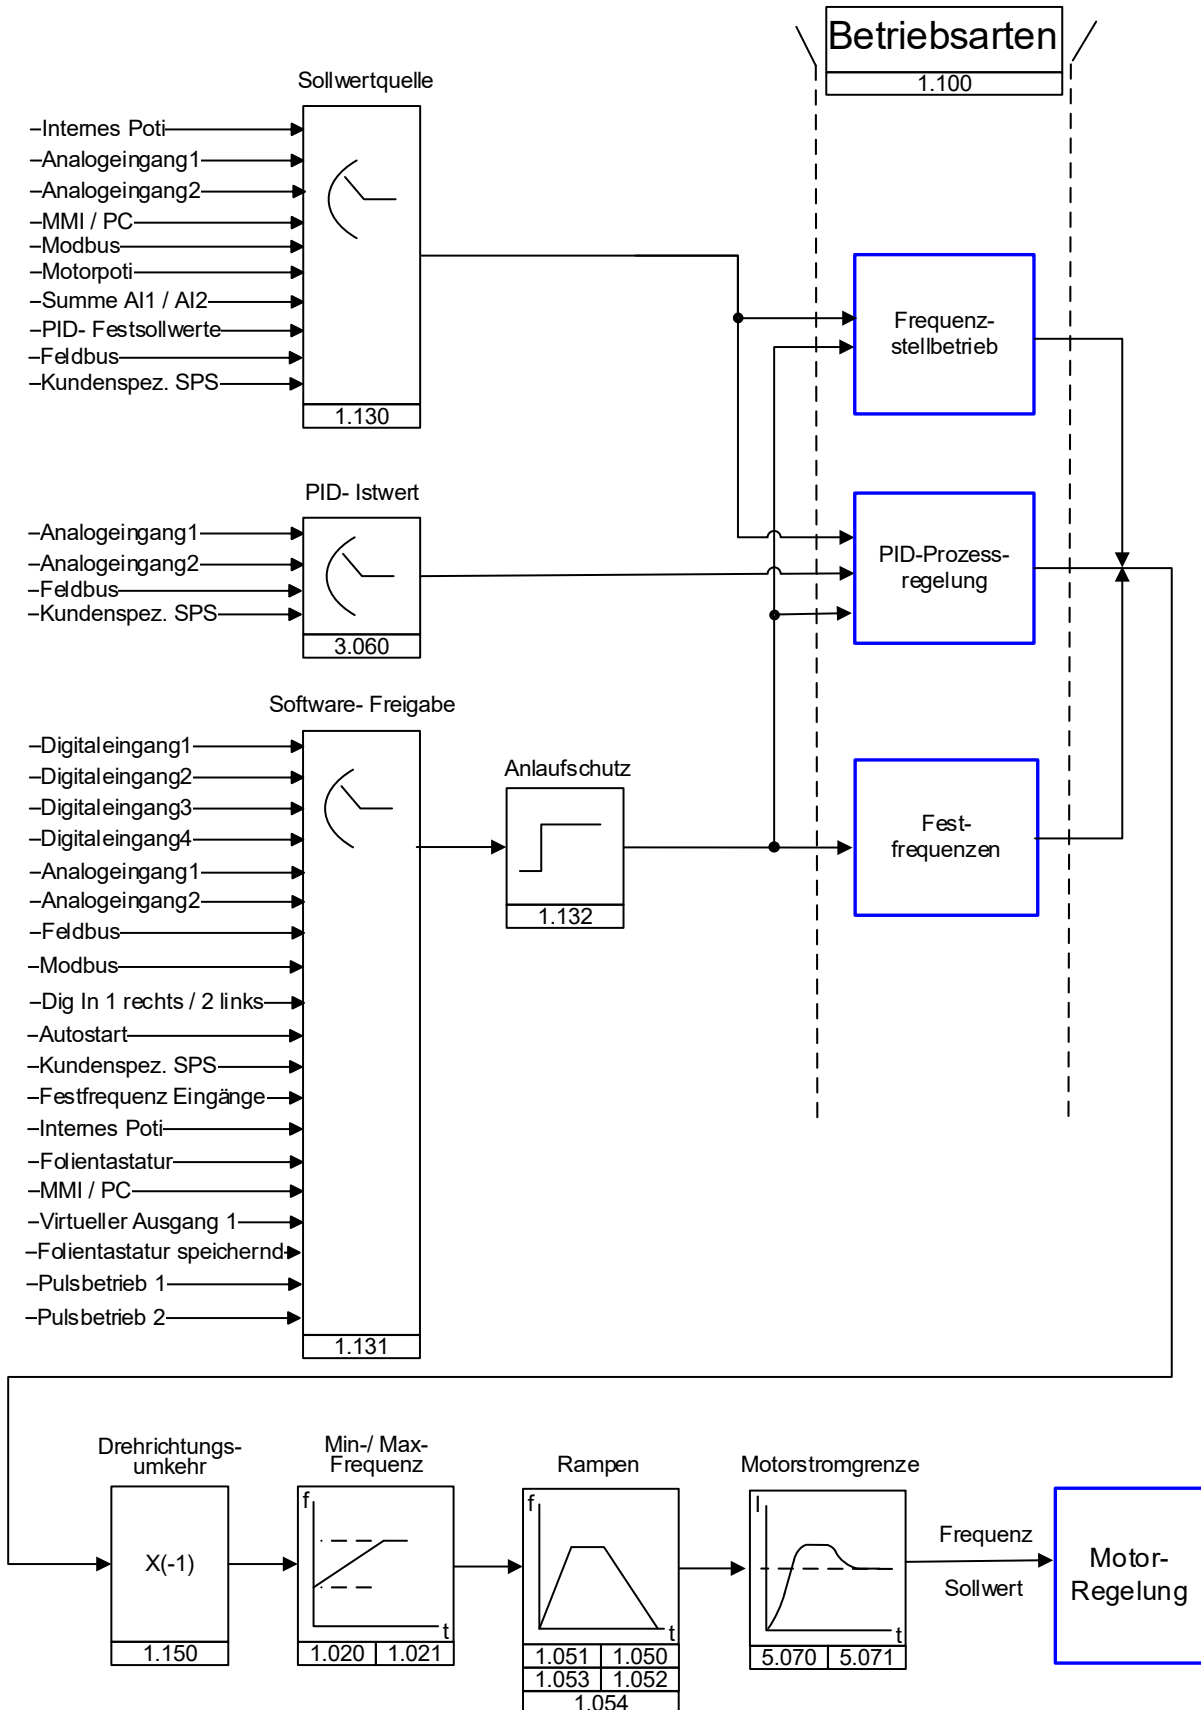 Betriebsarten
1.100
Sollwertquelle
–Internes Poti
–Analogeingang1
–Analogeingang2
–MMI / PC
–Modbus
–Motorpoti
–Summe AI1 / AI2
–PID- Festsollwerte
–Feldbus
–Kundenspez. SPS
1.130
Frequenz-
stellbetrieb
PID- Istwert
–Analogeingang1
–Analogeingang2
–Feldbus
–Kundenspez. SPS
3.060
PID-Prozess-
regelung
Software- Freigabe
–Digitaleingang1
–Digitaleingang2
–Digitaleingang3
–Digitaleingang4
–Analogeingang1
–Analogeingang2
–Feldbus
–Modbus
–Dig In 1 rechts / 2 links
–Autostart
–Kundenspez. SPS
–Festfrequenz Eingänge
–Internes Poti
–Folientastatur
–MMI / PC
–Virtueller Ausgang 1
–Folientastatur speichernd
–Pulsbetrieb 1
–Pulsbetrieb 2
1.131
Anlaufschutz
1.132
Fest-
frequenzen
Drehrichtungs-
umkehr
X(-1)
1.150
Min-/ Max-
Frequenz
f
t
1.020 1.021
Rampen
f
t
1.051 1.050
1.053 1.052
1.054
Motorstromgrenze
I
t
5.070 5.071
Frequenz
Sollwert
Motor-
Regelung